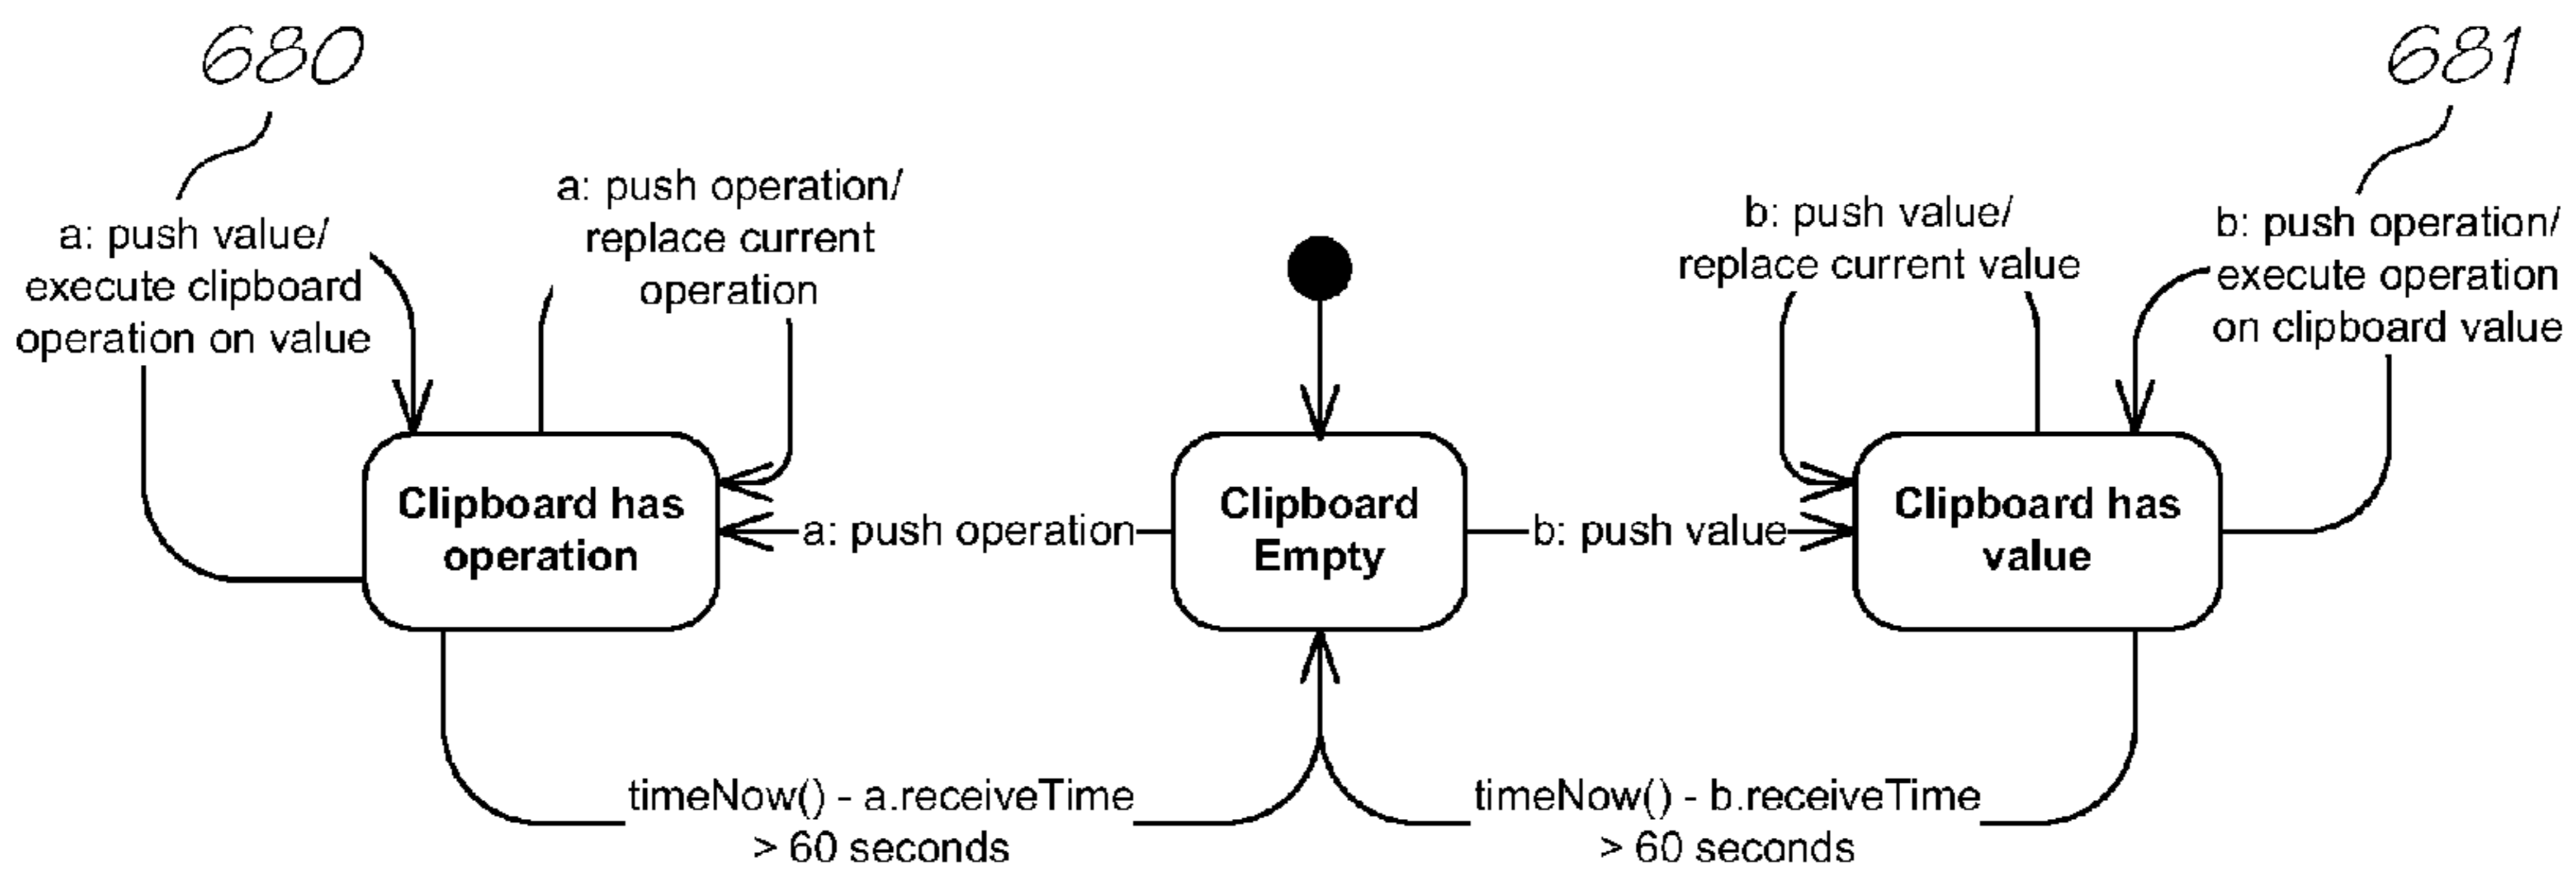 680
681
a: push value/
execute clipboard
operation on value
a: push operation/
replace current
operation
b: push value/
replace current value
b: push operation/
execute operation
on clipboard value
Clipboard has
operation
a: push operation
Clipboard
Empty
b: push value
Clipboard has
value
timeNow() - a.receiveTime
> 60 seconds
timeNow() - b.receiveTime
> 60 seconds